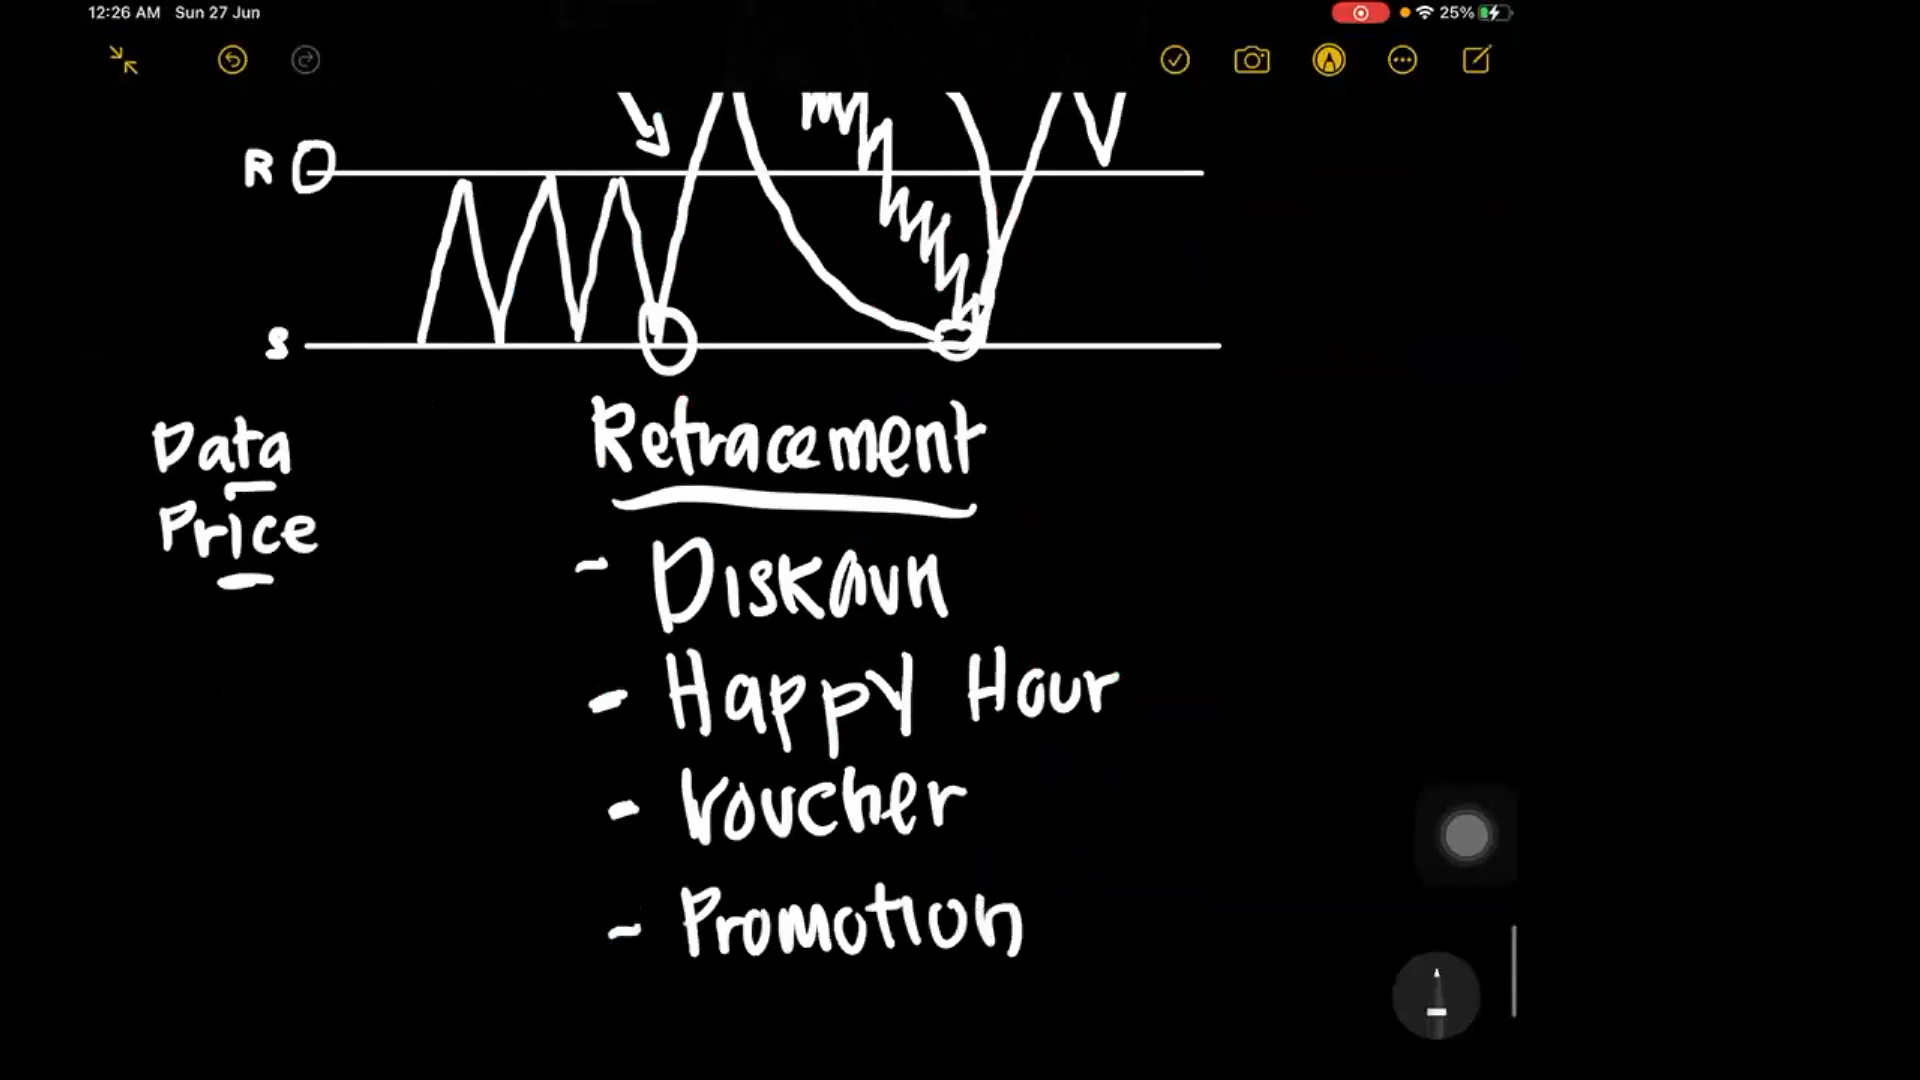 12:26 AM Sun 27 Jun 25%
R
S
Data
Price
Retracement
- Diskaun
- Happy Hour
- Voucher
- Promotion